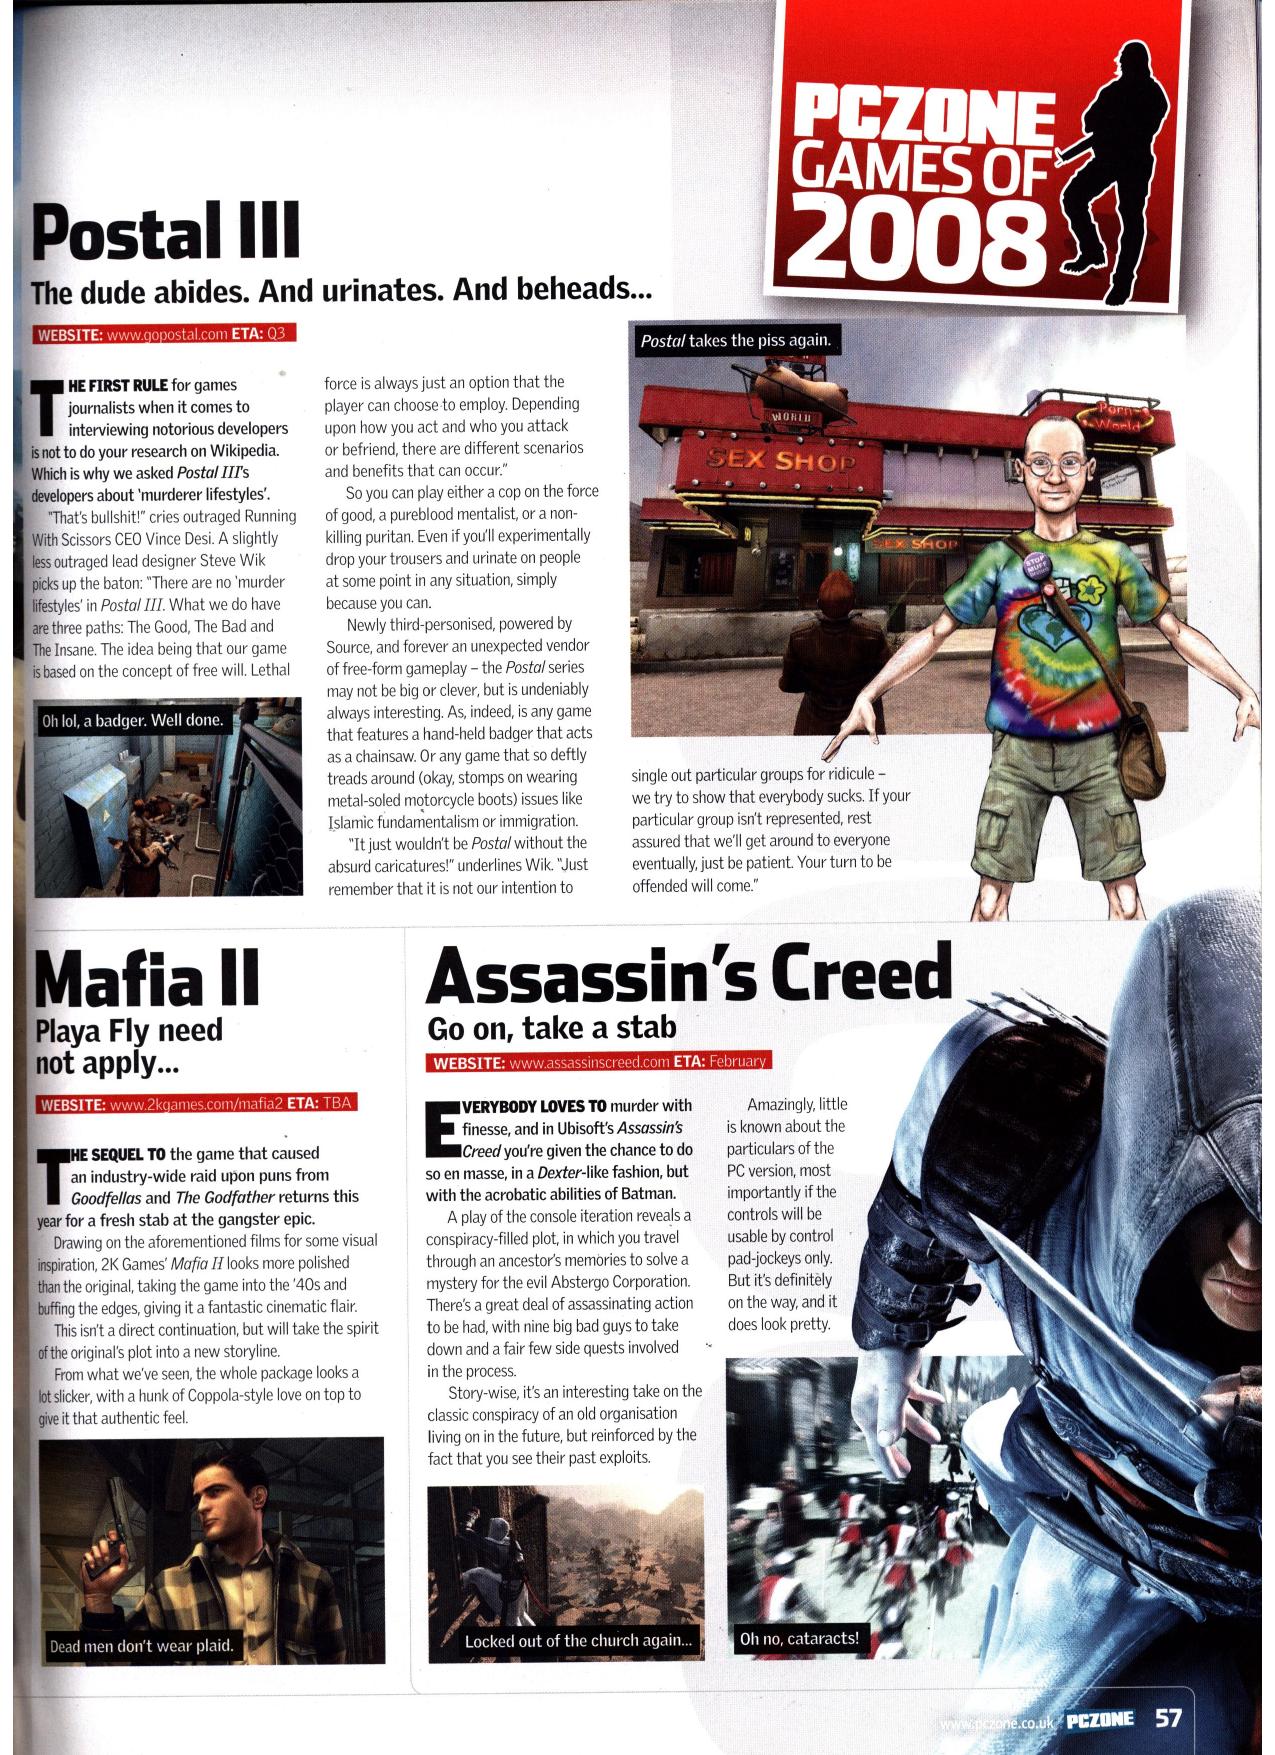 PCZONE
GAMES OF
2008
Postal III
The dude abides. And urinates. And beheads...
WEBSITE: www.gopostal.com ETA: Q3
THE FIRST RULE for games
journalists when it comes to
interviewing notorious developers
is not to do your research on Wikipedia.
Which is why we asked Postal III's
developers about 'murderer lifestyles'.
"That's bullshit!" cries outraged Running
With Scissors CEO Vince Desi. A slightly
less outraged lead designer Steve Wik
picks up the baton: "There are no 'murder
lifestyles' in Postal III. What we do have
are three paths: The Good, The Bad and
The Insane. The idea being that our game
is based on the concept of free will. Lethal
Oh lol, a badger. Well done.
force is always just an option that the
player can choose to employ. Depending
upon how you act and who you attack
or befriend, there are different scenarios
and benefits that can occur."
So you can play either a cop on the force
of good, a pureblood mentalist, or a non-
killing puritan. Even if you'll experimentally
drop your trousers and urinate on people
at some point in any situation, simply
because you can.
Newly third-personised, powered by
Source, and forever an unexpected vendor
of free-form gameplay – the Postal series
may not be big or clever, but is undeniably
always interesting. As, indeed, is any game
that features a hand-held badger that acts
as a chainsaw. Or any game that so deftly
treads around (okay, stomps on wearing
metal-soled motorcycle boots) issues like
Islamic fundamentalism or immigration.
"It just wouldn't be Postal without the
absurd caricatures!" underlines Wik. "Just
remember that it is not our intention to
Postal takes the piss again.
WORLD
Porn
World
SEX SHOP
SEX SHOP
STOP
MUFF
single out particular groups for ridicule –
we try to show that everybody sucks. If your
particular group isn't represented, rest
assured that we'll get around to everyone
eventually, just be patient. Your turn to be
offended will come."
Mafia II
Playa Fly need
not apply...
WEBSITE: www.2kgames.com/mafia2 ETA: TBA
THE SEQUEL TO the game that caused
an industry-wide raid upon puns from
Goodfellas and The Godfather returns this
year for a fresh stab at the gangster epic.
Drawing on the aforementioned films for some visual
inspiration, 2K Games' Mafia II looks more polished
than the original, taking the game into the '40s and
buffing the edges, giving it a fantastic cinematic flair.
This isn't a direct continuation, but will take the spirit
of the original's plot into a new storyline.
From what we've seen, the whole package looks a
lot slicker, with a hunk of Coppola-style love on top to
give it that authentic feel.
Dead men don't wear plaid.
Assassin's Creed
Go on, take a stab
WEBSITE: www.assassinscreed.com ETA: February
EVERYBODY LOVES TO murder with
finesse, and in Ubisoft's Assassin's
Creed you're given the chance to do
so en masse, in a Dexter-like fashion, but
with the acrobatic abilities of Batman.
A play of the console iteration reveals a
conspiracy-filled plot, in which you travel
through an ancestor's memories to solve a
mystery for the evil Abstergo Corporation.
There's a great deal of assassinating action
to be had, with nine big bad guys to take
down and a fair few side quests involved
in the process.
Story-wise, it's an interesting take on the
classic conspiracy of an old organisation
living on in the future, but reinforced by the
fact that you see their past exploits.
Locked out of the church again...
Amazingly, little
is known about the
particulars of the
PC version, most
importantly if the
controls will be
usable by control
pad-jockeys only.
But it's definitely
on the way, and it
does look pretty.
Oh no, cataracts!
www.pczone.co.uk PCZONE 57